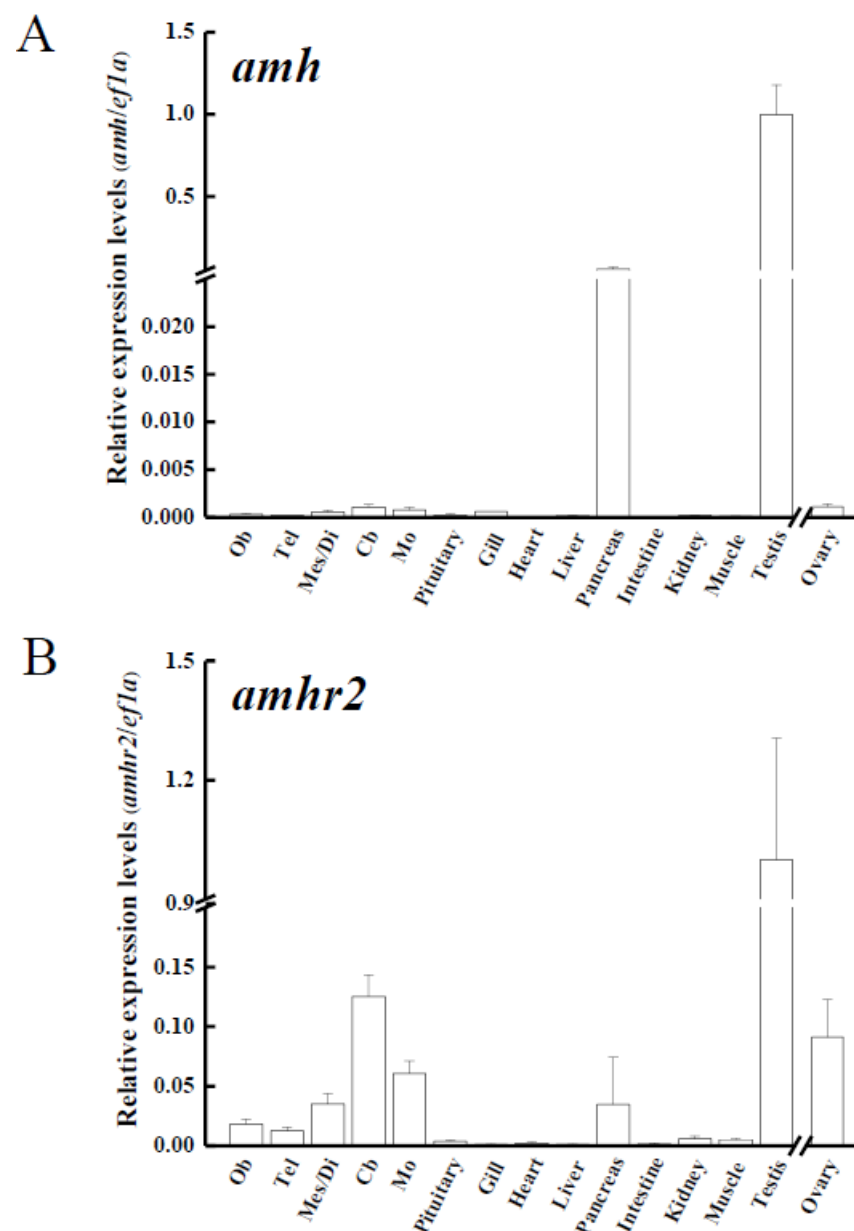 A
amh
Relative expression levels (amh/ef1a)
1.5
1.0
0.5
0.020
0.015
0.010
0.005
0.000
Ob
Tel
Mes/Di
Cb
Mo
Pituitary
Gill
Heart
Liver
Pancreas
Intestine
Kidney
Muscle
Testis
Ovary
B
amhr2
Relative expression levels (amhr2/ef1a)
1.5
1.2
0.9
0.15
0.10
0.05
0.00
Ob
Tel
Mes/Di
Cb
Mo
Pituitary
Gill
Heart
Liver
Pancreas
Intestine
Kidney
Muscle
Testis
Ovary